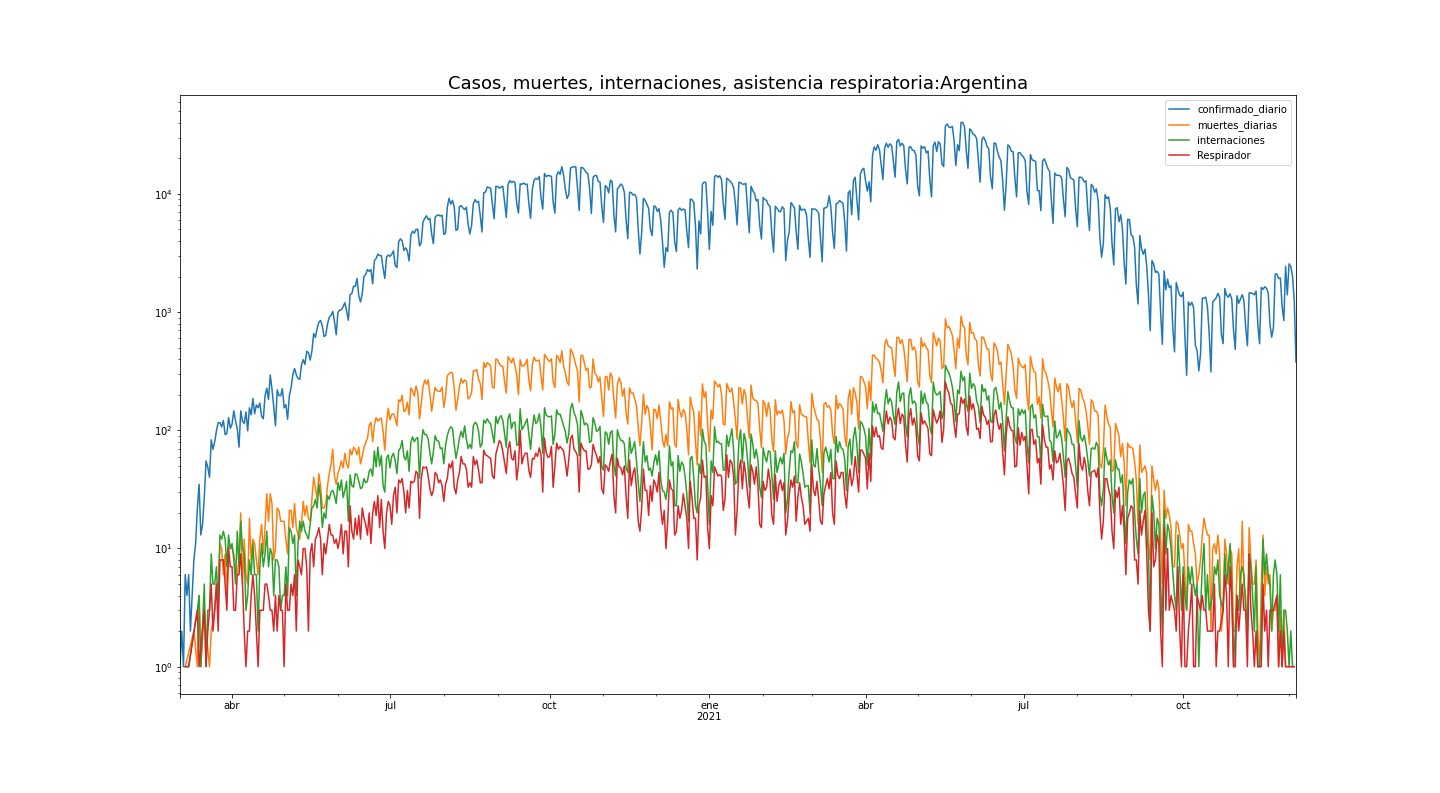 Casos, muertes, internaciones, asistencia respiratoria:Argentina
confirmado_diario
muertes_diarias
internaciones
Respirador
10⁴
10³
10²
10¹
10⁰
abr jul oct ene abr jul oct
2021